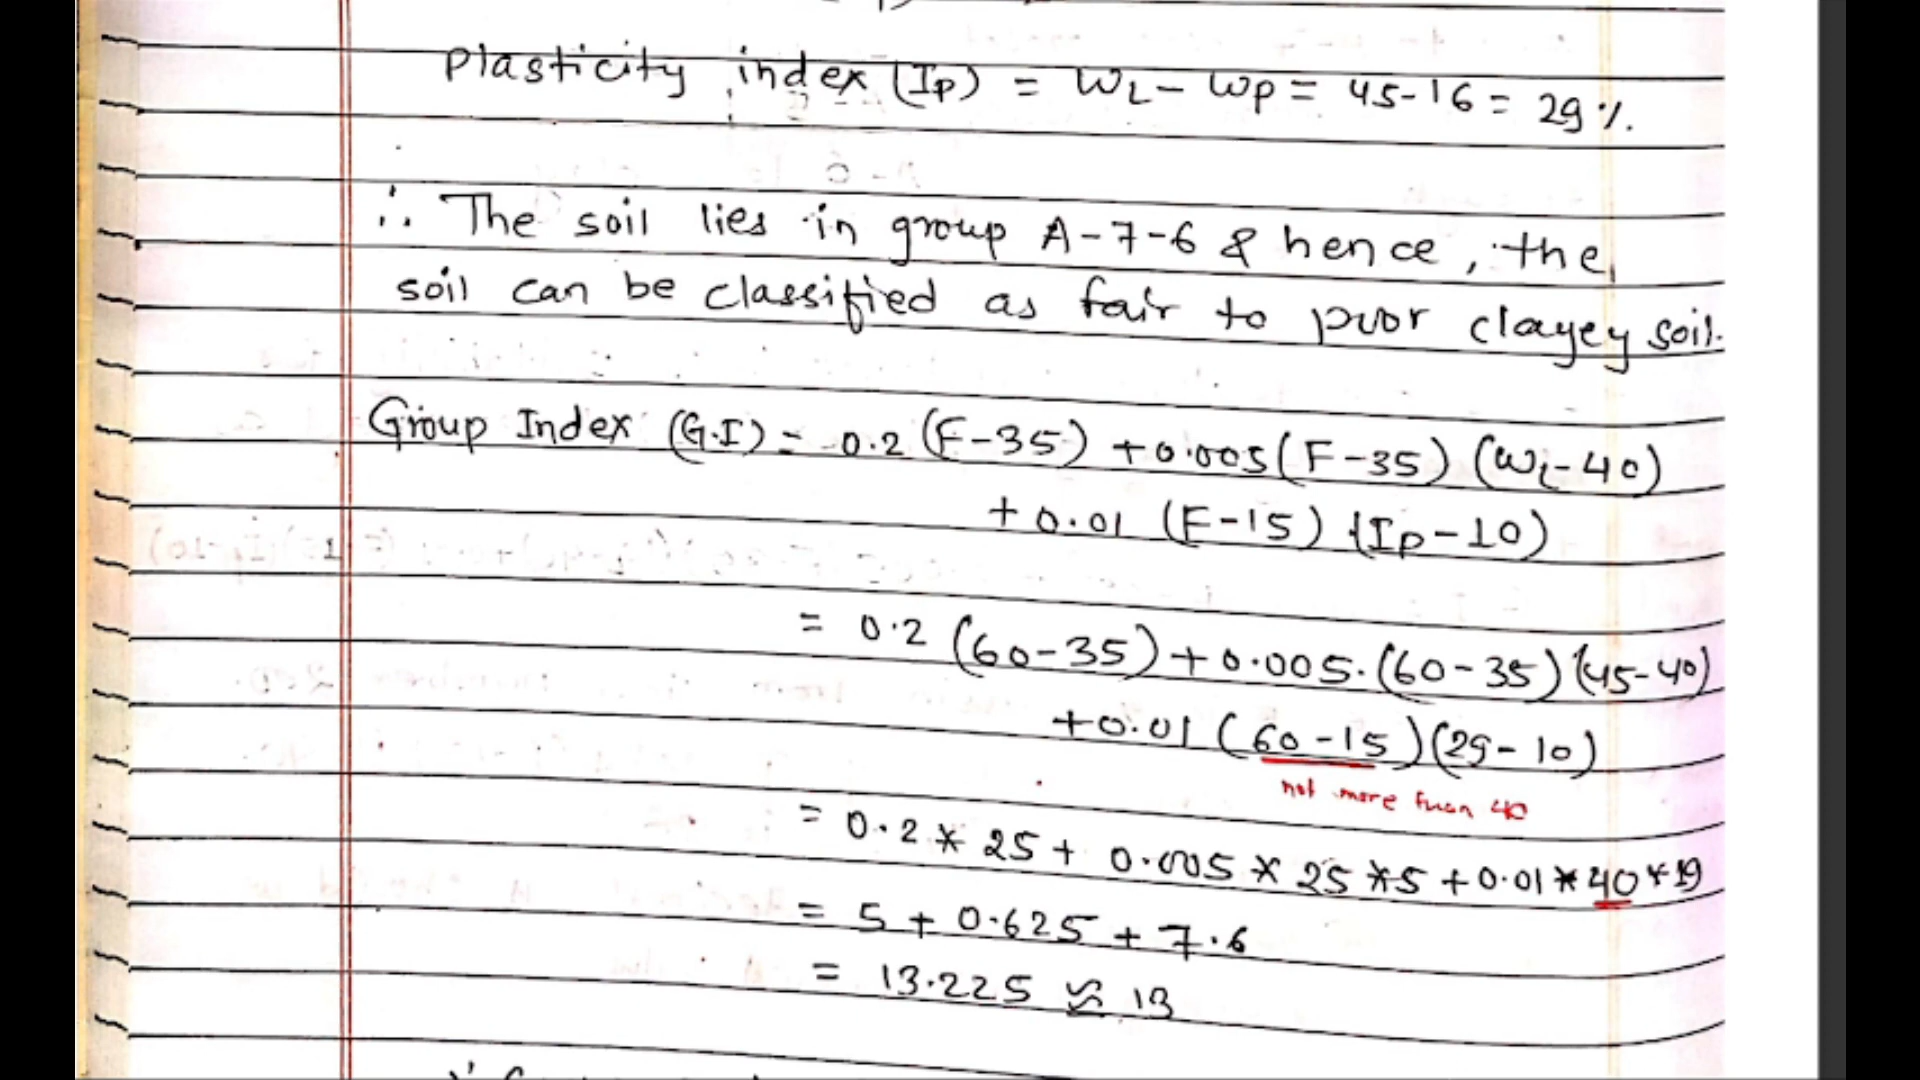 Plasticity index (Ip) = WL - Wp = 45-16 = 29 %.
∴ The soil lies in group A-7-6 & hence, the
soil can be classified as fair to poor clayey soil.
Group Index (G.I) = 0.2 (F-35) + 0.005 (F-35) (WL-40)
+ 0.01 (F-15) (Ip-10)
= 0.2 (60-35) + 0.005.(60-35) (45-40)
+ 0.01 (60-15) (29-10)
not more than 40
= 0.2 * 25 + 0.005 * 25 * 5 + 0.01 * 40 * 19
= 5 + 0.625 + 7.6
= 13.225 ≈ 13